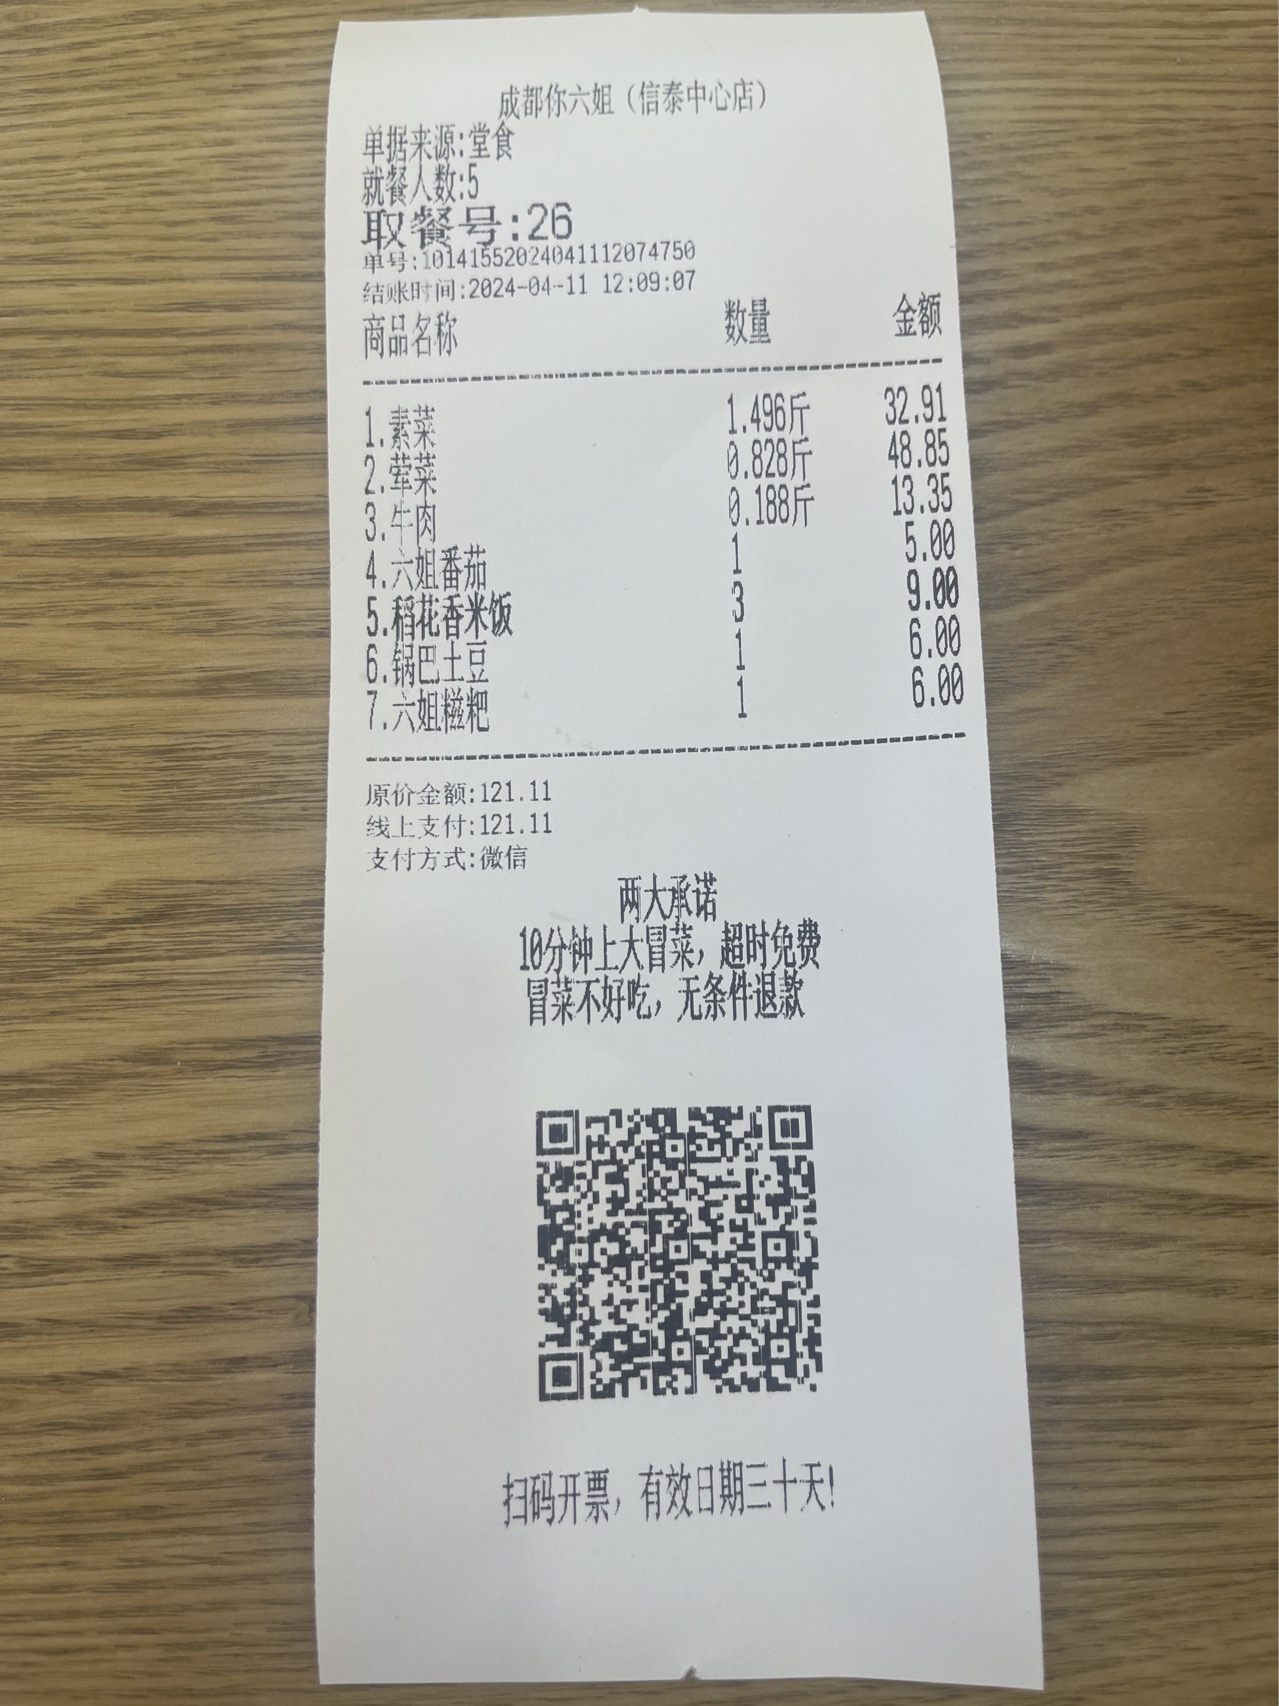 成都你六姐（信泰中心店）
单据来源:堂食
就餐人数:5
取餐号:26
单号:10141552024041112074750
结账时间:2024-04-11 12:09:07
商品名称 数量 金额
1.素菜 1.496斤 32.91
2.荤菜 0.828斤 48.85
3.牛肉 0.188斤 13.35
4.六姐番茄 1 5.00
5.稻花香米饭 3 9.00
6.锅巴土豆 1 6.00
7.六姐糍粑 1 6.00
原价金额:121.11
线上支付:121.11
支付方式:微信
两大承诺
10分钟上大冒菜，超时免费
冒菜不好吃，无条件退款
扫码开票，有效日期三十天!